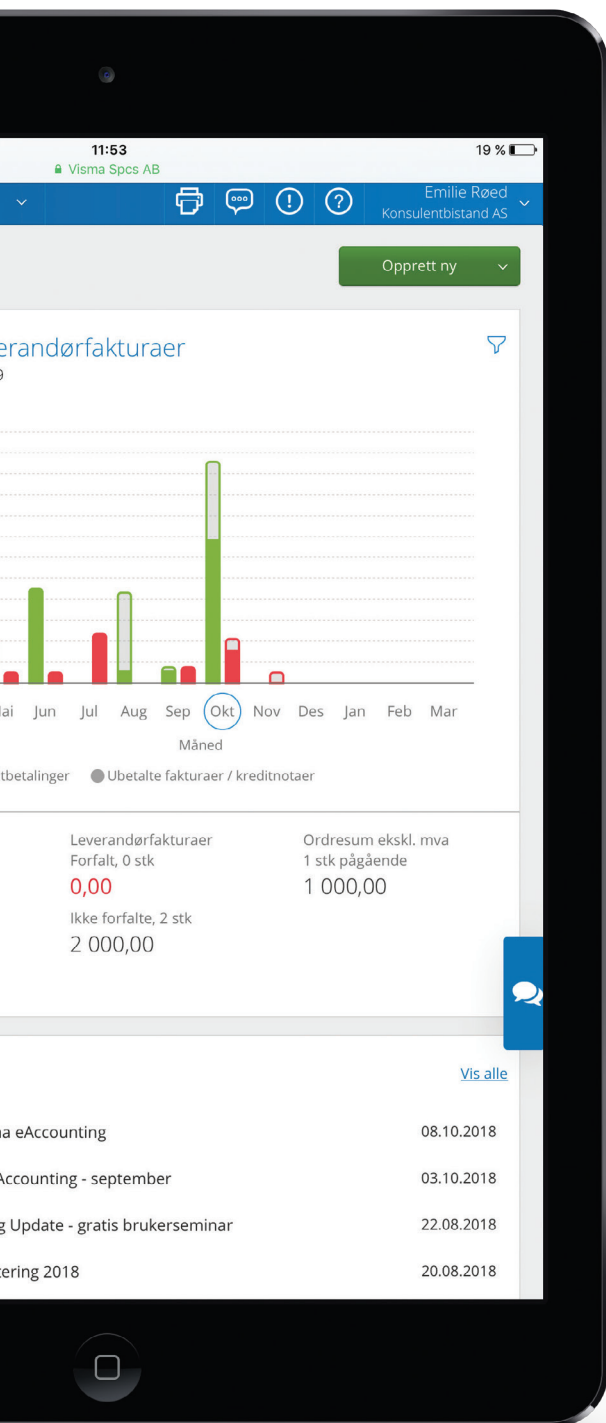 11:53
19 %
Visma Spcs AB
Emilie Røed
Konsulentbistand AS
Opprett ny
erandørfakturaer
9
ai Jun Jul Aug Sep Okt Nov Des Jan Feb Mar
Måned
tbetalinger Ubetalte fakturaer / kreditnotaer
Leverandørfakturaer
Forfalt, 0 stk
0,00
Ikke forfalte, 2 stk
2 000,00
Ordresum ekskl. mva
1 stk pågående
1 000,00
Vis alle
a eAccounting 08.10.2018
Accounting - september 03.10.2018
g Update - gratis brukerseminar 22.08.2018
tering 2018 20.08.2018